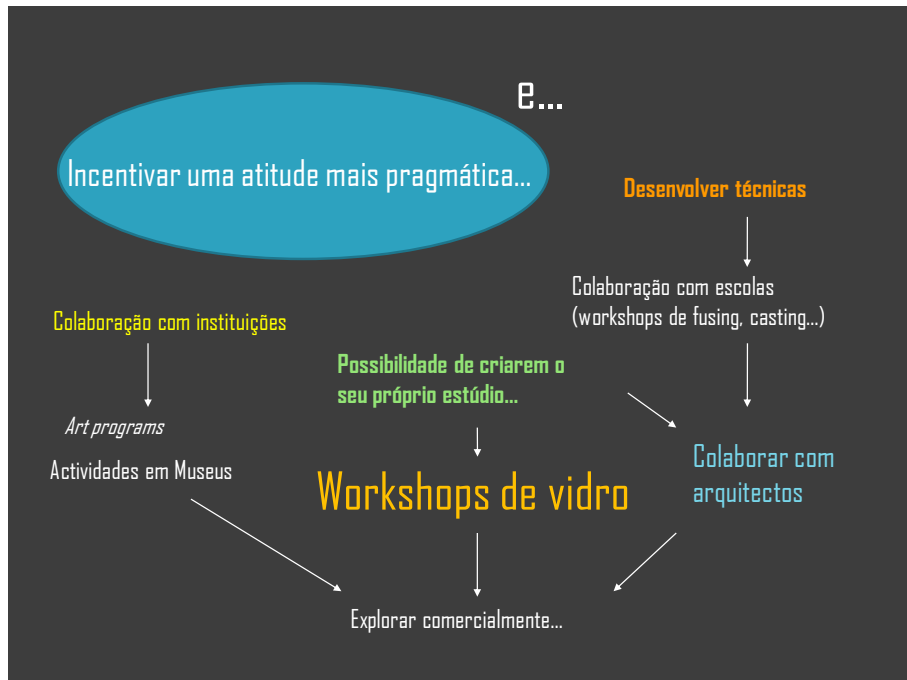 e...
Incentivar uma atitude mais pragmática...
Desenvolver técnicas
Colaboração com escolas
(workshops de fusing, casting...)
Colaboração com instituições
Possibilidade de criarem o
seu próprio estúdio...
Art programs
Actividades em Museus
Workshops de vidro
Colaborar com
arquitectos
Explorar comercialmente...